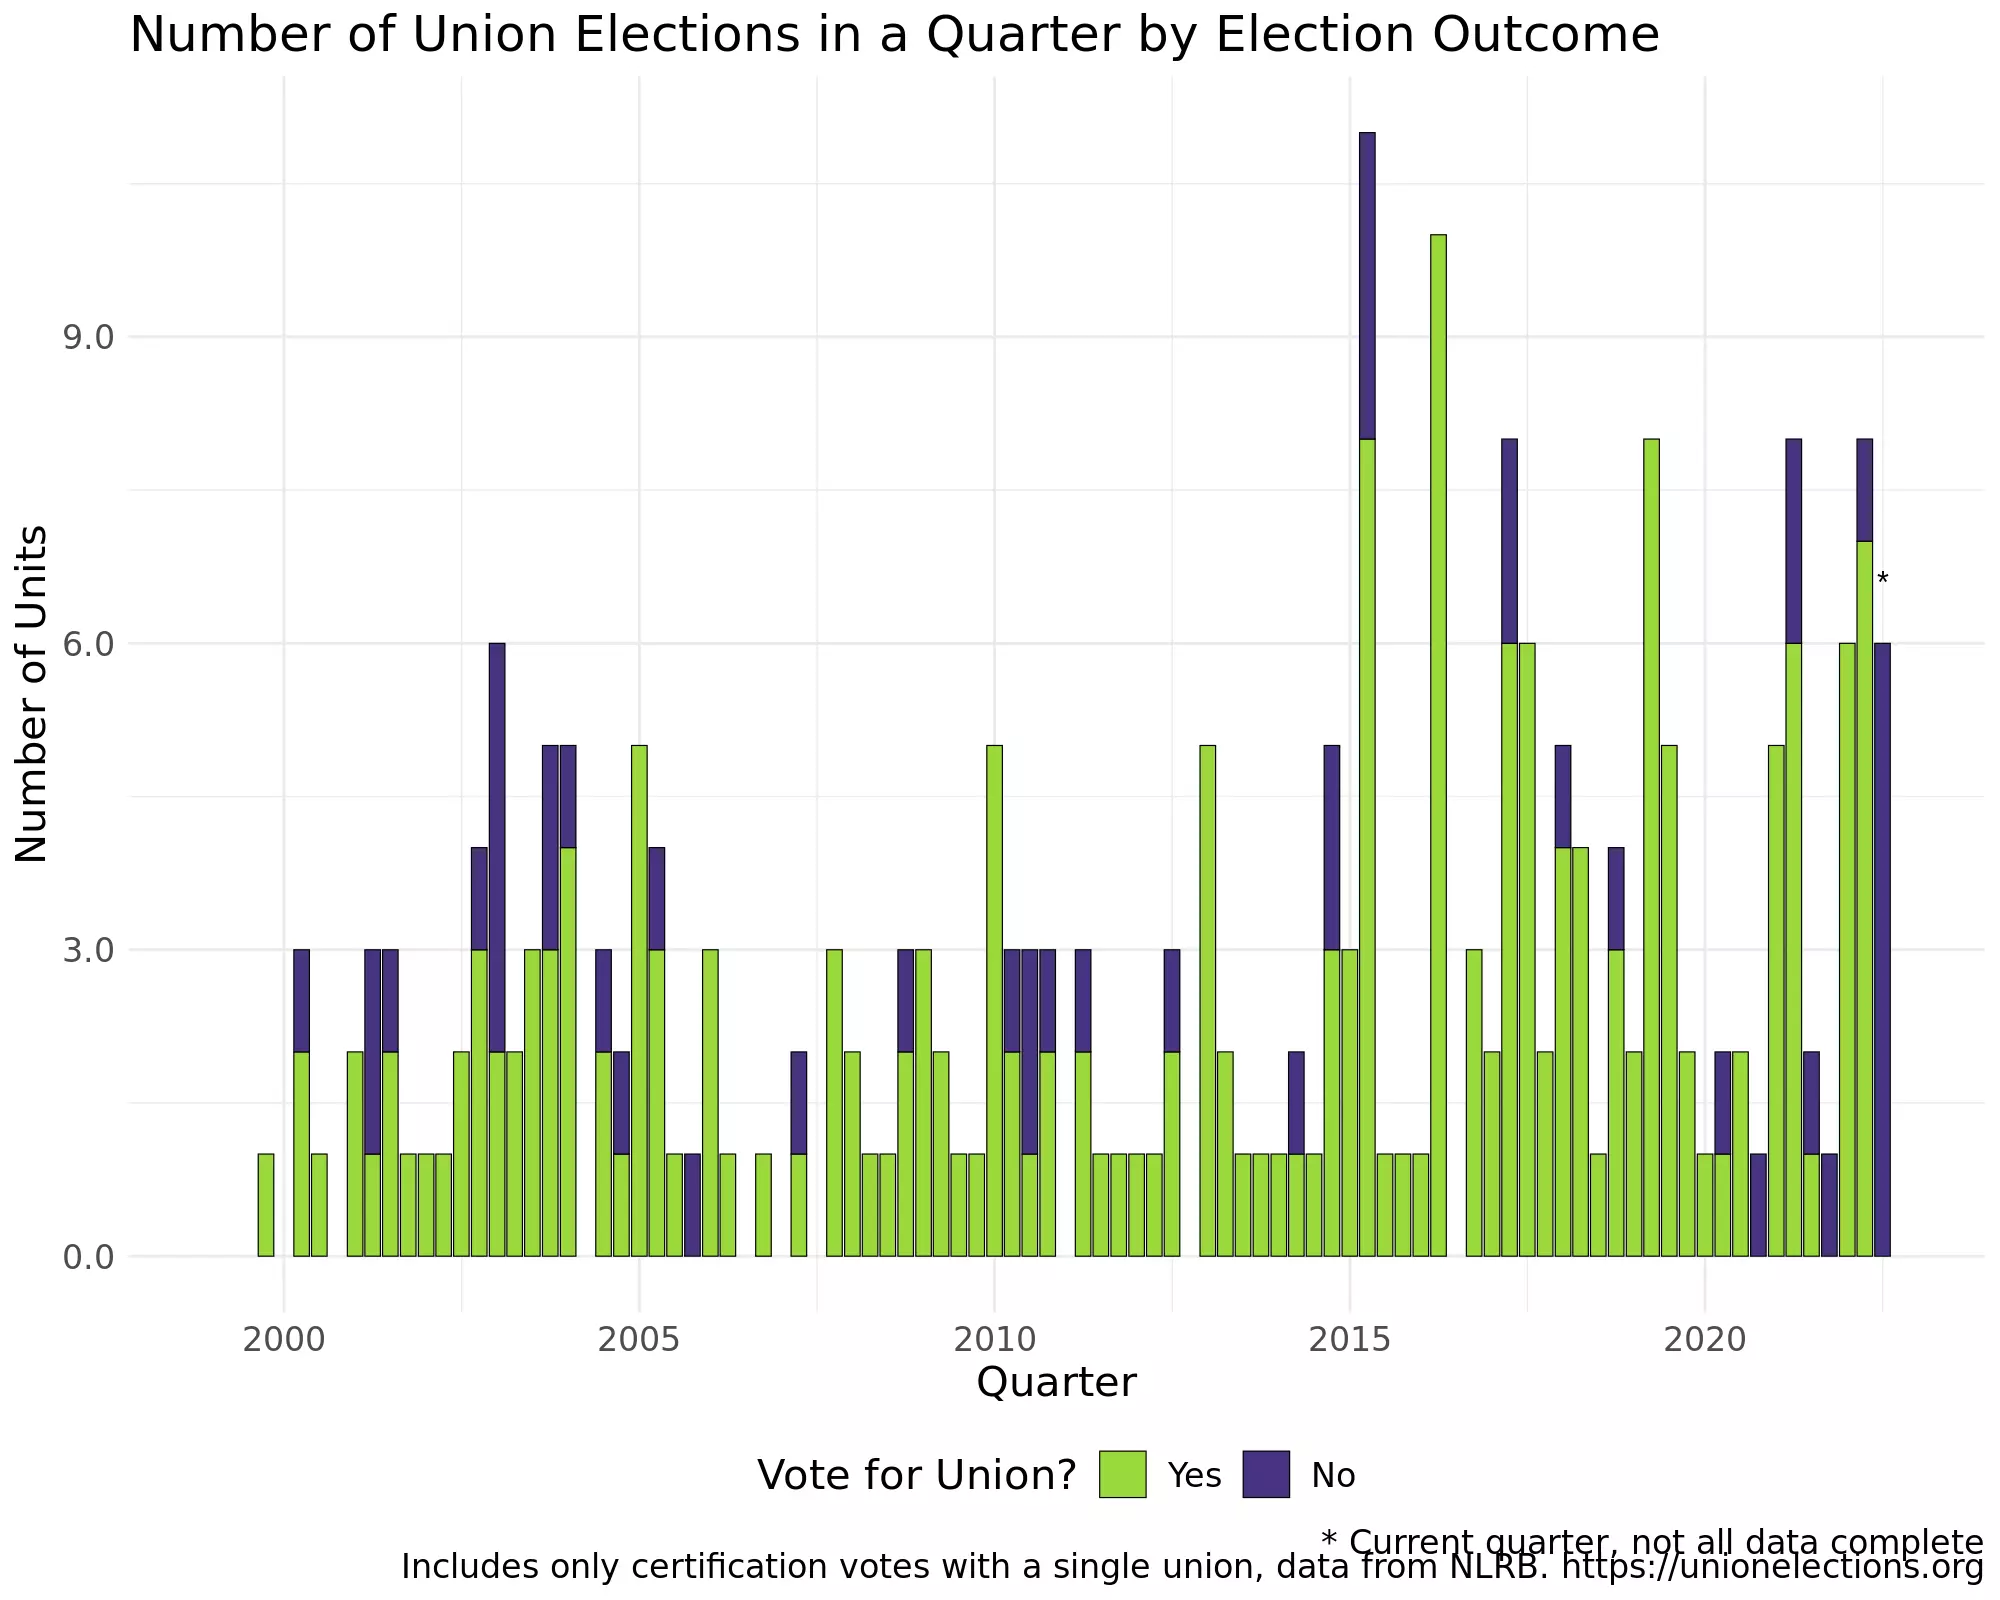 Number of Union Elections in a Quarter by Election Outcome
Number of Units
9.0
6.0
3.0
0.0
*
2000 2005 2010 2015 2020
Quarter
Vote for Union? Yes No
* Current quarter, not all data complete
Includes only certification votes with a single union, data from NLRB. https://unionelections.org